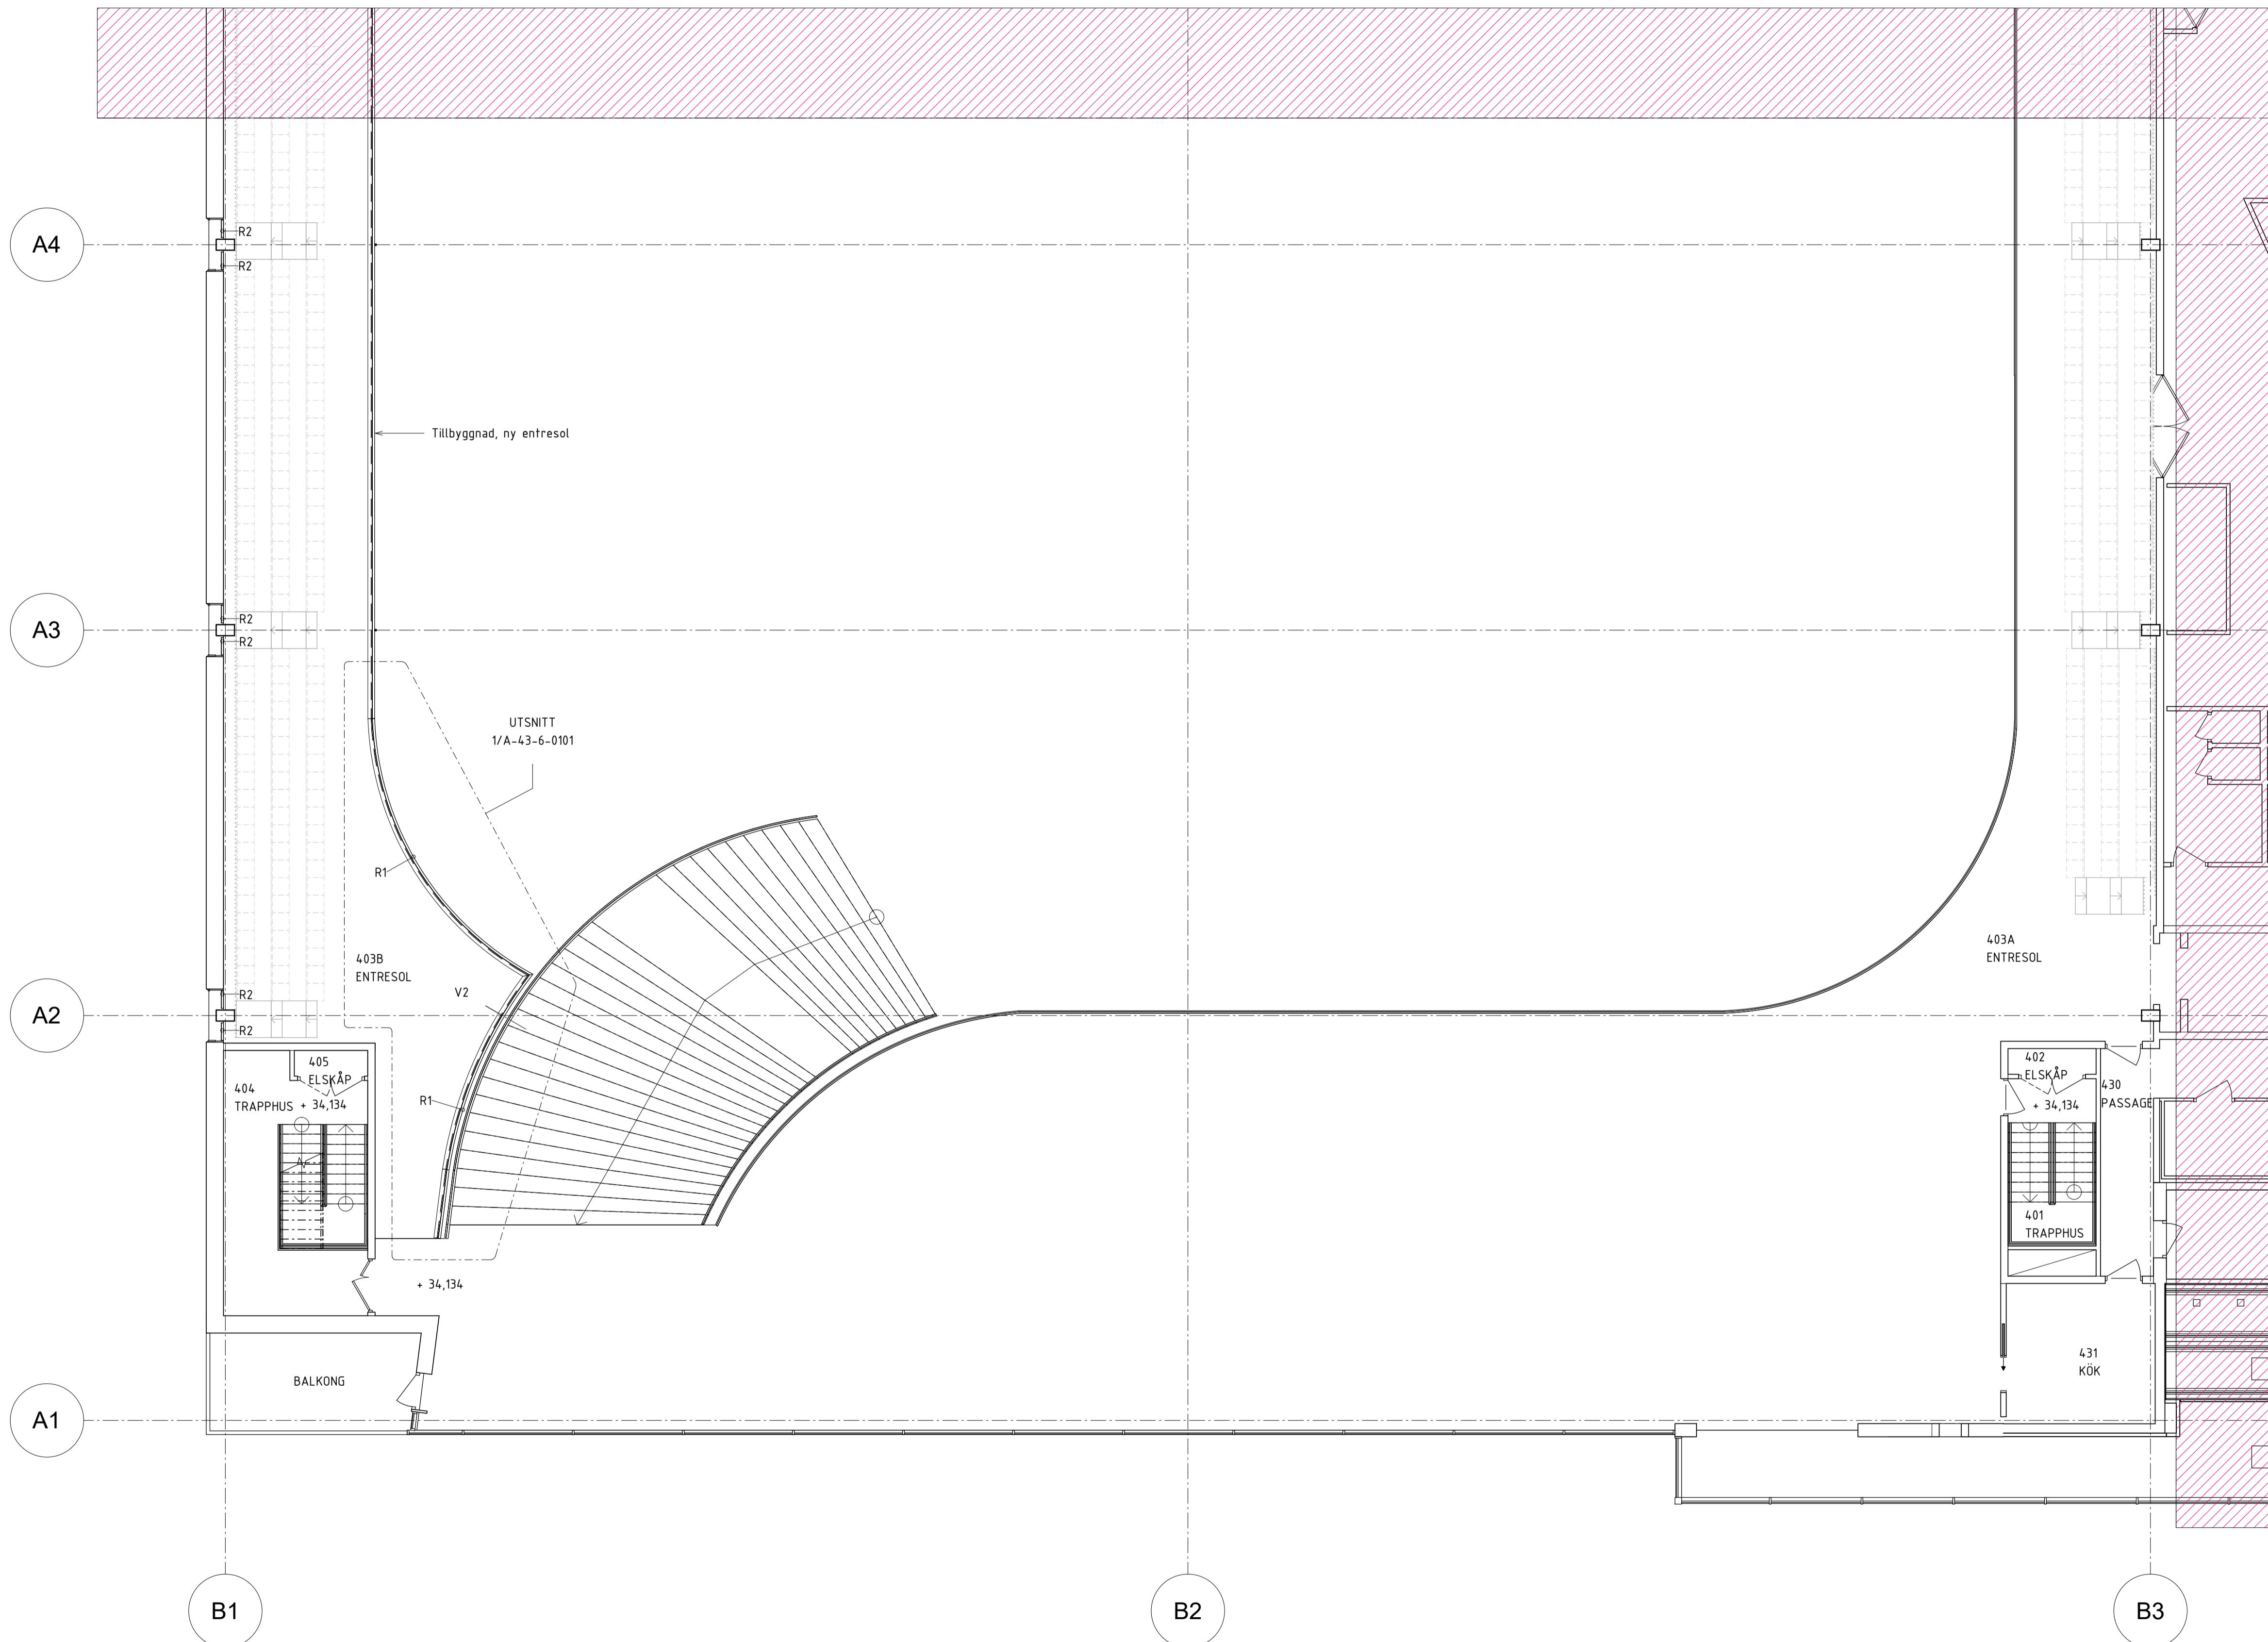 A4
R2
R2
Tillbyggnad, ny entresol
R2
A3
R2
UTSNITT
1/A-43-6-0101
R1
403B
ENTRESOL
403A
ENTRESOL
V2
R2
A2
R2
405
ELSKÅP
404
TRAPPHUS + 34,134
R1
402
ELSKÅP
+ 34,134
430
PASSAGE
401
TRAPPHUS
+ 34,134
BALKONG
431
KÖK
A1
B1
B2
B3